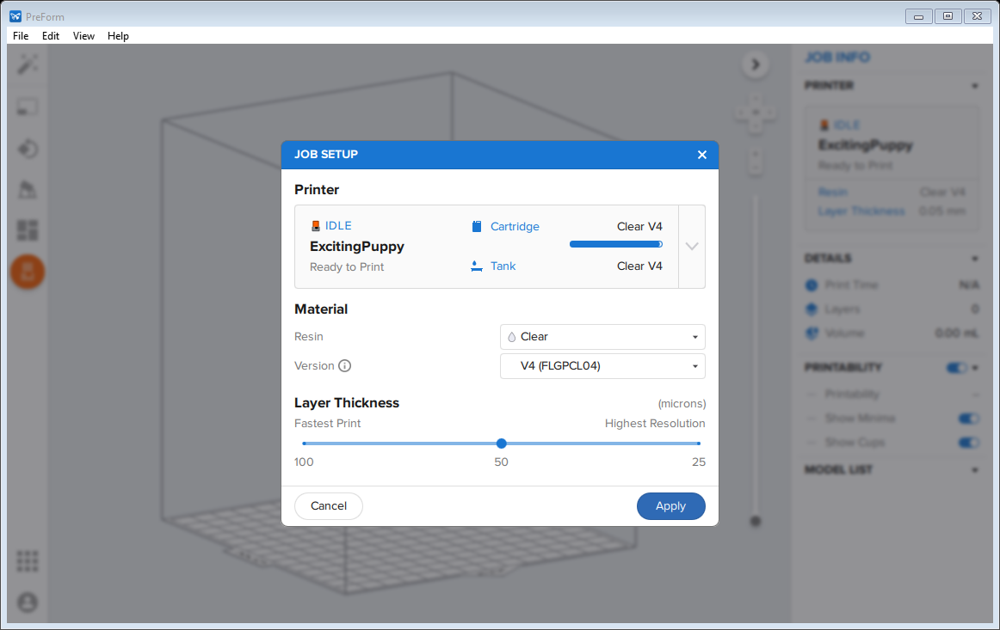 PreForm
File Edit View Help
JOB INFO
PRINTER
IDLE
ExcitingPuppy
Ready to Print
Resin Clear V4
Layer Thickness 0.05 mm
DETAILS
Print Time N/A
Layers 0
Volume 0.00 mL
PRINTABILITY
Printability
Show Minima
Show Cups
MODEL LIST
JOB SETUP
Printer
IDLE
ExcitingPuppy
Ready to Print
Cartridge Clear V4
Tank Clear V4
Material
Resin Clear
Version V4 (FLGPCL04)
Layer Thickness (microns)
Fastest Print Highest Resolution
100 50 25
Cancel Apply